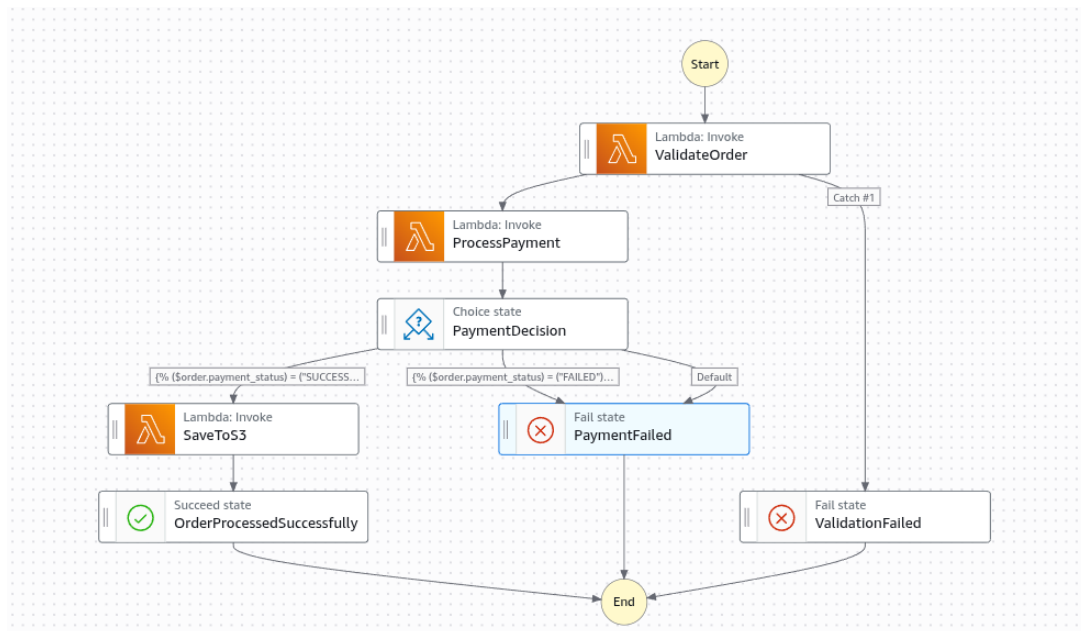 Start
Lambda: Invoke
ValidateOrder
Catch #1
Lambda: Invoke
ProcessPayment
Choice state
PaymentDecision
{% ($order.payment_status) = ("SUCCESS...
{% ($order.payment_status) = ("FAILED")...
Default
Lambda: Invoke
SaveToS3
Fail state
PaymentFailed
Succeed state
OrderProcessedSuccessfully
Fail state
ValidationFailed
End